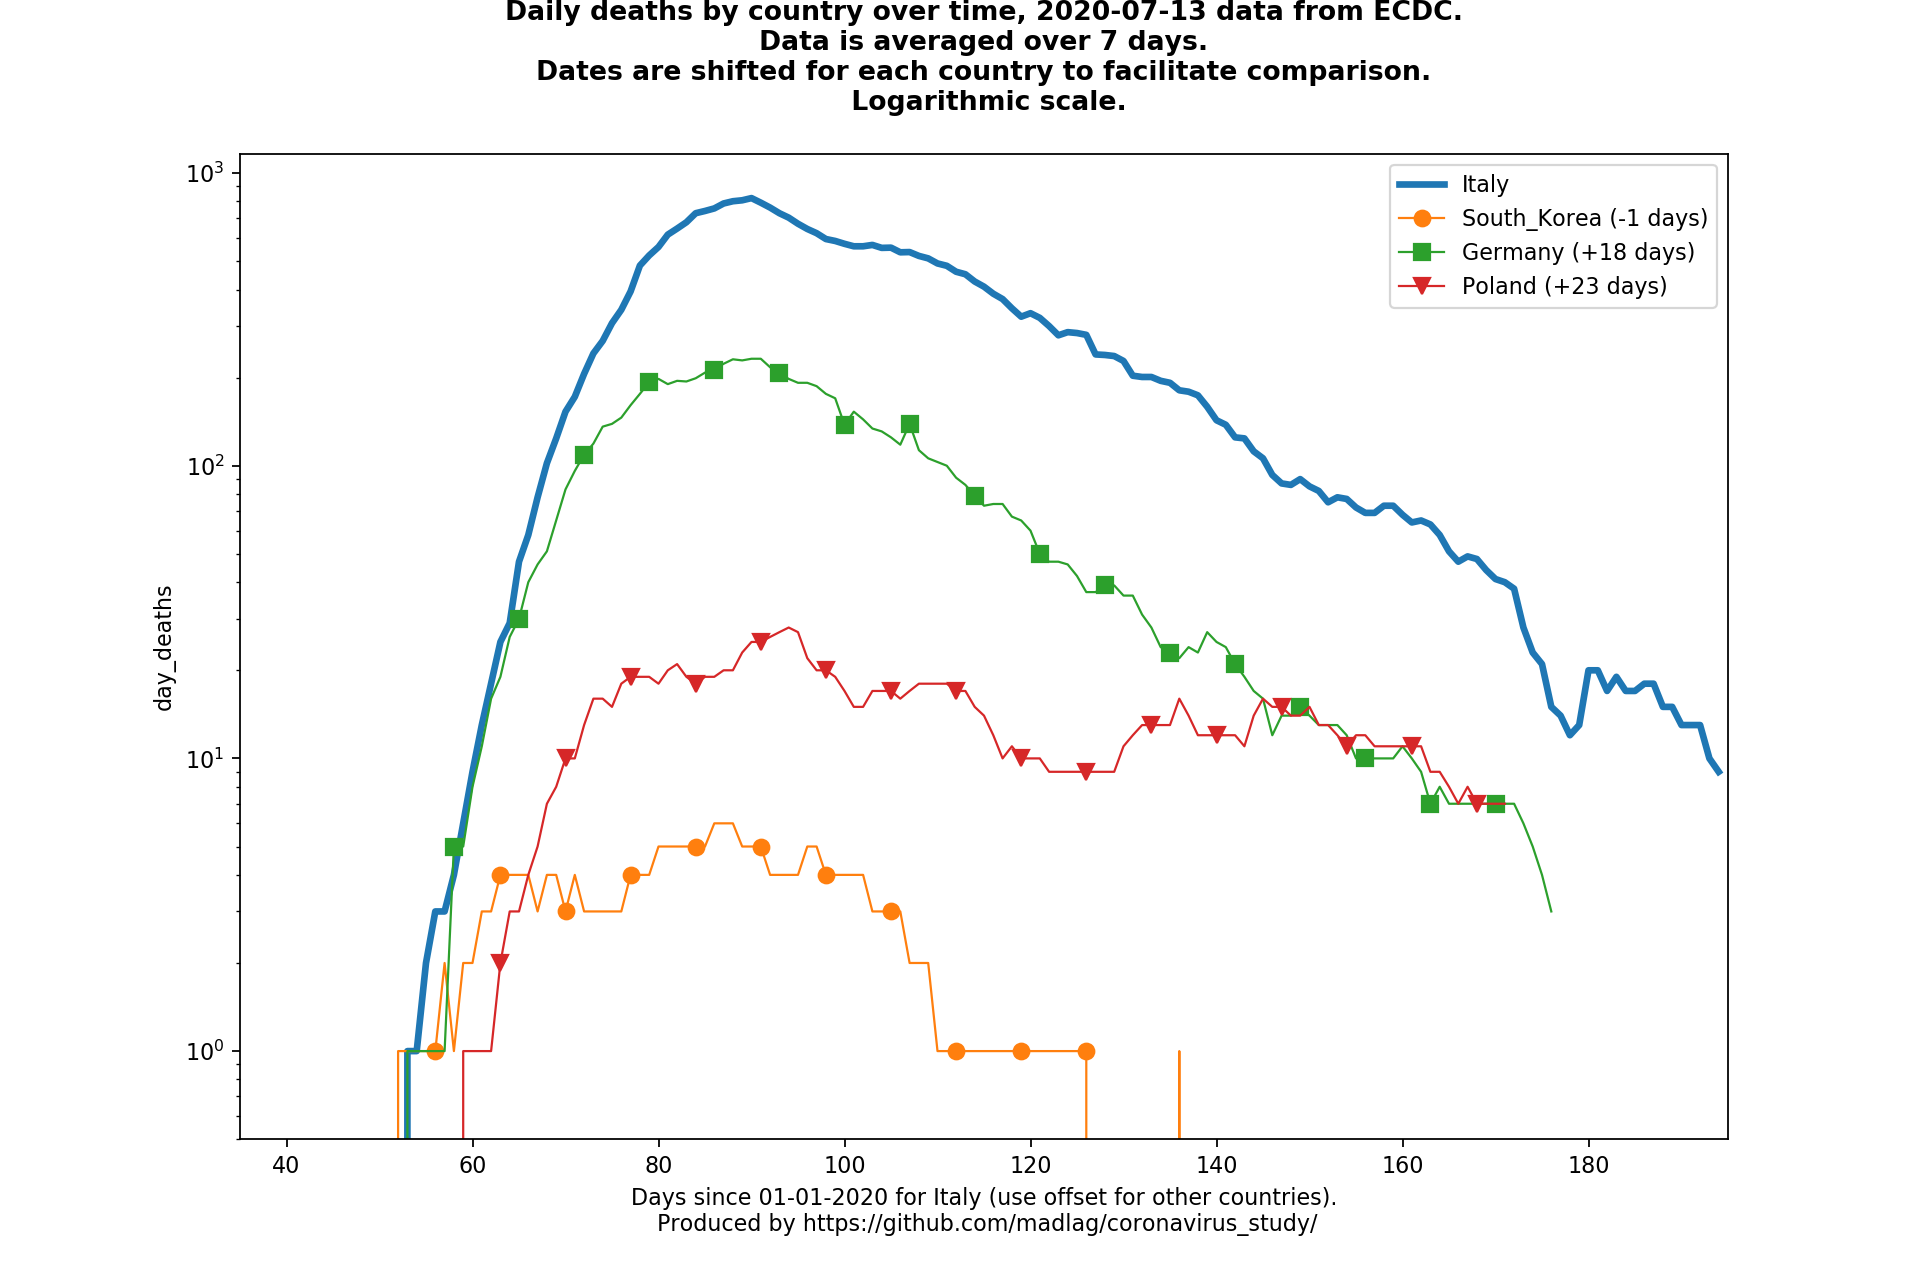 Daily deaths by country over time, 2020-07-13 data from ECDC.
Data is averaged over 7 days.
Dates are shifted for each country to facilitate comparison.
Logarithmic scale.
10³
10²
10¹
10⁰
day_deaths
Italy
South_Korea (-1 days)
Germany (+18 days)
Poland (+23 days)
40 60 80 100 120 140 160 180
Days since 01-01-2020 for Italy (use offset for other countries).
Produced by https://github.com/madlag/coronavirus_study/